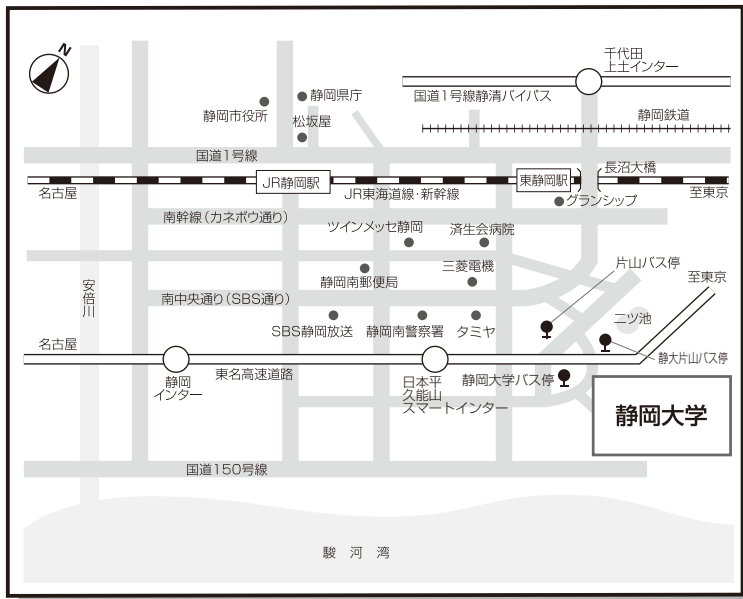 N
千代田
上土インター
国道1号線静清バイパス
静岡県庁
静岡市役所
松坂屋
静岡鉄道
国道1号線
長沼大橋
JR静岡駅
東静岡駅
名古屋
JR東海道線・新幹線
至東京
グランシップ
南幹線（カネボウ通り）
ツインメッセ静岡
済生会病院
片山バス停
三菱電機
至東京
静岡南郵便局
安倍川
南中央通り（SBS通り）
二ツ池
SBS静岡放送
静岡南警察署
タミヤ
名古屋
静大片山バス停
東名高速道路
静岡
インター
日本平
久能山
スマートインター
静岡大学バス停
静岡大学
国道150号線
駿河湾